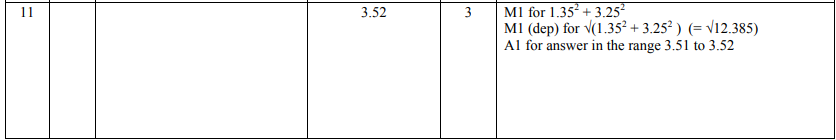 11 3.52 3 M1 for 1.35² + 3.25²
M1 (dep) for √(1.35² + 3.25² ) (= √12.385)
A1 for answer in the range 3.51 to 3.52